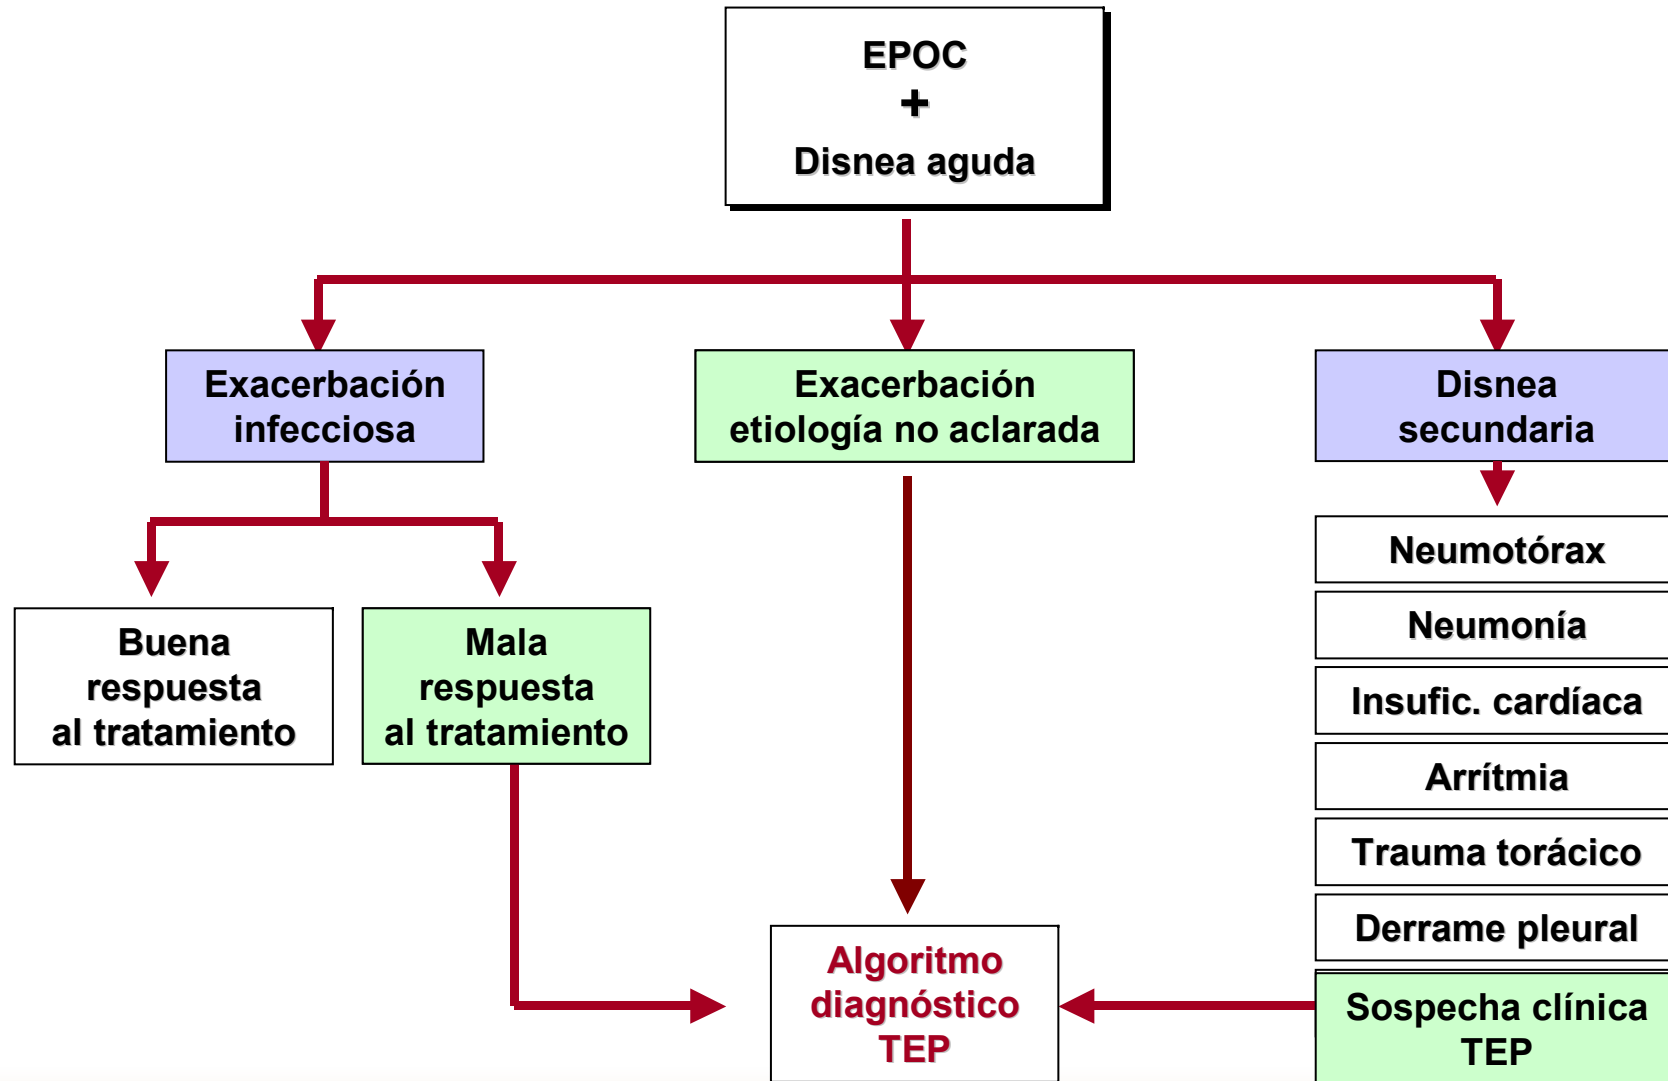 EPOC
+
Disnea aguda
Exacerbación
infecciosa
Exacerbación
etiología no aclarada
Disnea
secundaria
Buena
respuesta
al tratamiento
Mala
respuesta
al tratamiento
Neumotórax
Neumonía
Insufic. cardíaca
Arrítmia
Trauma torácico
Derrame pleural
Sospecha clínica
TEP
Algoritmo
diagnóstico
TEP